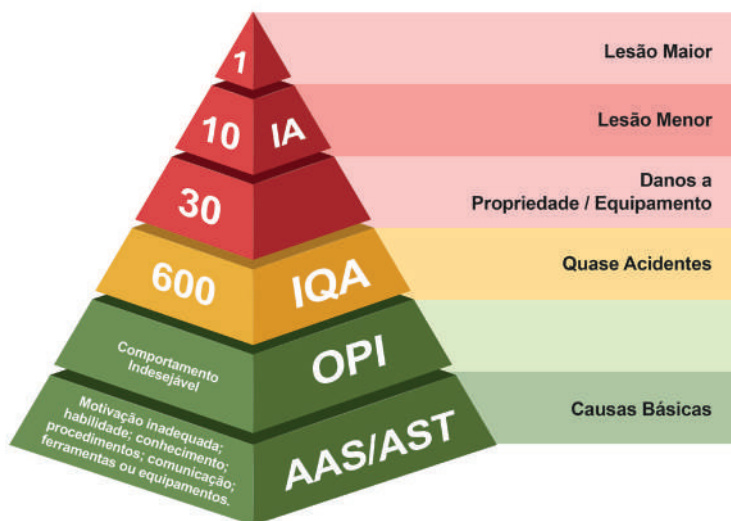 1
Lesão Maior
10
IA
Lesão Menor
30
Danos a
Propriedade / Equipamento
600
IQA
Quase Acidentes
Comportamento
Indesejável
OPI
Motivação inadequada;
habilidade; conhecimento;
procedimentos; comunicação;
ferramentas ou equipamentos.
AAS/AST
Causas Básicas